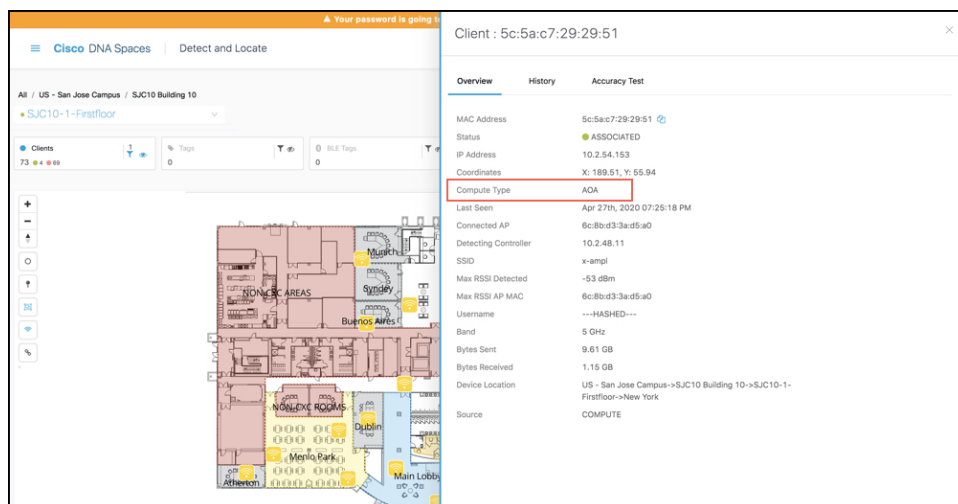 ▲ Your password is going to
Cisco DNA Spaces
Detect and Locate
All / US - San Jose Campus / SJC10 Building 10
SJC10-1-Firstfloor
Clients
1
73 4 69
Tags
0
BLE Tags
0
Munich
Syndey
NON-CXC AREAS
Buenos Aires
NON-CXC ROOMS
Dublin
Menlo Park
Atherton
Main Lobby
Client : 5c:5a:c7:29:29:51
Overview History Accuracy Test
MAC Address 5c:5a:c7:29:29:51
Status ASSOCIATED
IP Address 10.2.54.153
Coordinates X: 189.51, Y: 55.94
Compute Type AOA
Last Seen Apr 27th, 2020 07:25:18 PM
Connected AP 6c:8b:d3:3a:d5:a0
Detecting Controller 10.2.48.11
SSID x-ampl
Max RSSI Detected -53 dBm
Max RSSI AP MAC 6c:8b:d3:3a:d5:a0
Username ---HASHED---
Band 5 GHz
Bytes Sent 9.61 GB
Bytes Received 1.15 GB
Device Location US - San Jose Campus->SJC10 Building 10->SJC10-1-
Firstfloor->New York
Source COMPUTE